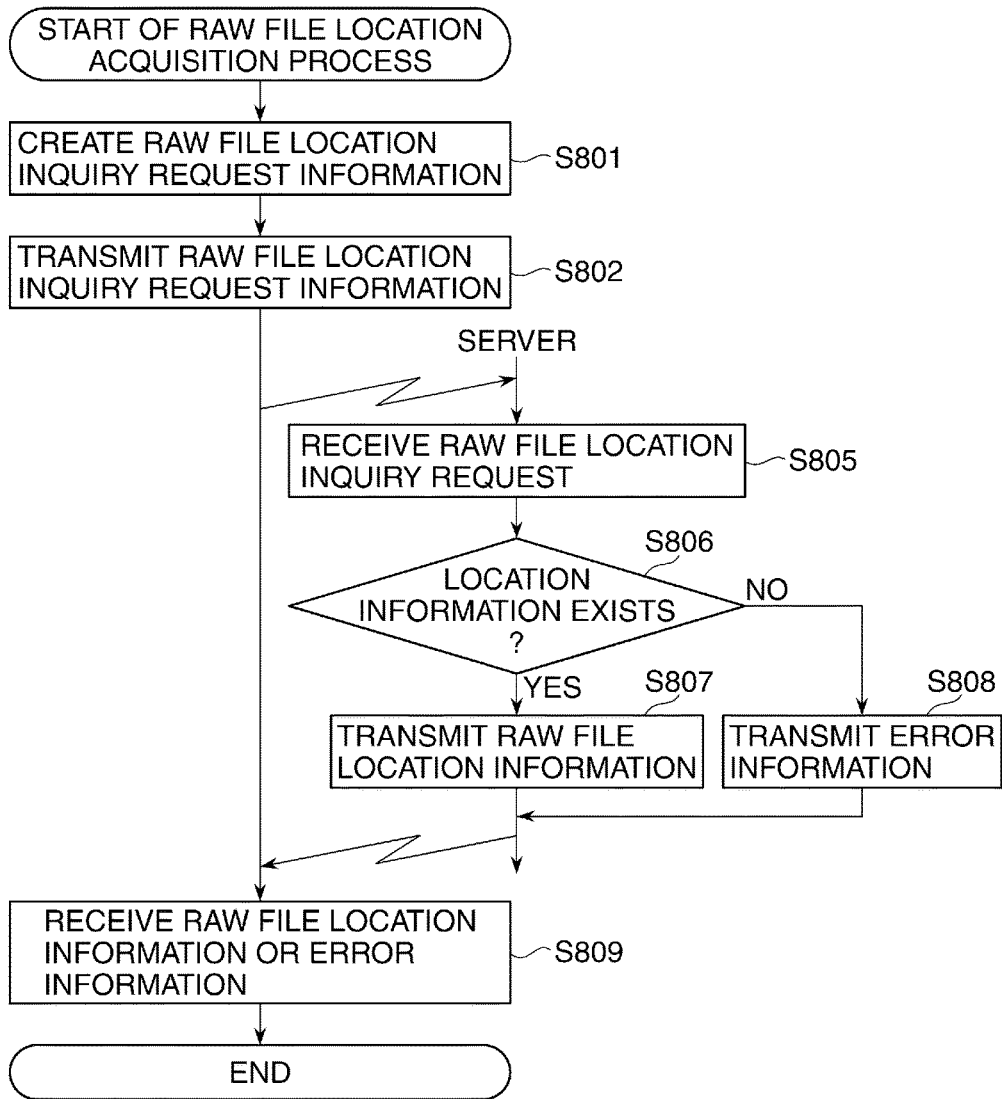 START OF RAW FILE LOCATION
ACQUISITION PROCESS
CREATE RAW FILE LOCATION
INQUIRY REQUEST INFORMATION
S801
TRANSMIT RAW FILE LOCATION
INQUIRY REQUEST INFORMATION
S802
SERVER
RECEIVE RAW FILE LOCATION
INQUIRY REQUEST
S805
S806
LOCATION
INFORMATION EXISTS
?
NO
YES
S807
TRANSMIT RAW FILE
LOCATION INFORMATION
S808
TRANSMIT ERROR
INFORMATION
RECEIVE RAW FILE LOCATION
INFORMATION OR ERROR
INFORMATION
S809
END